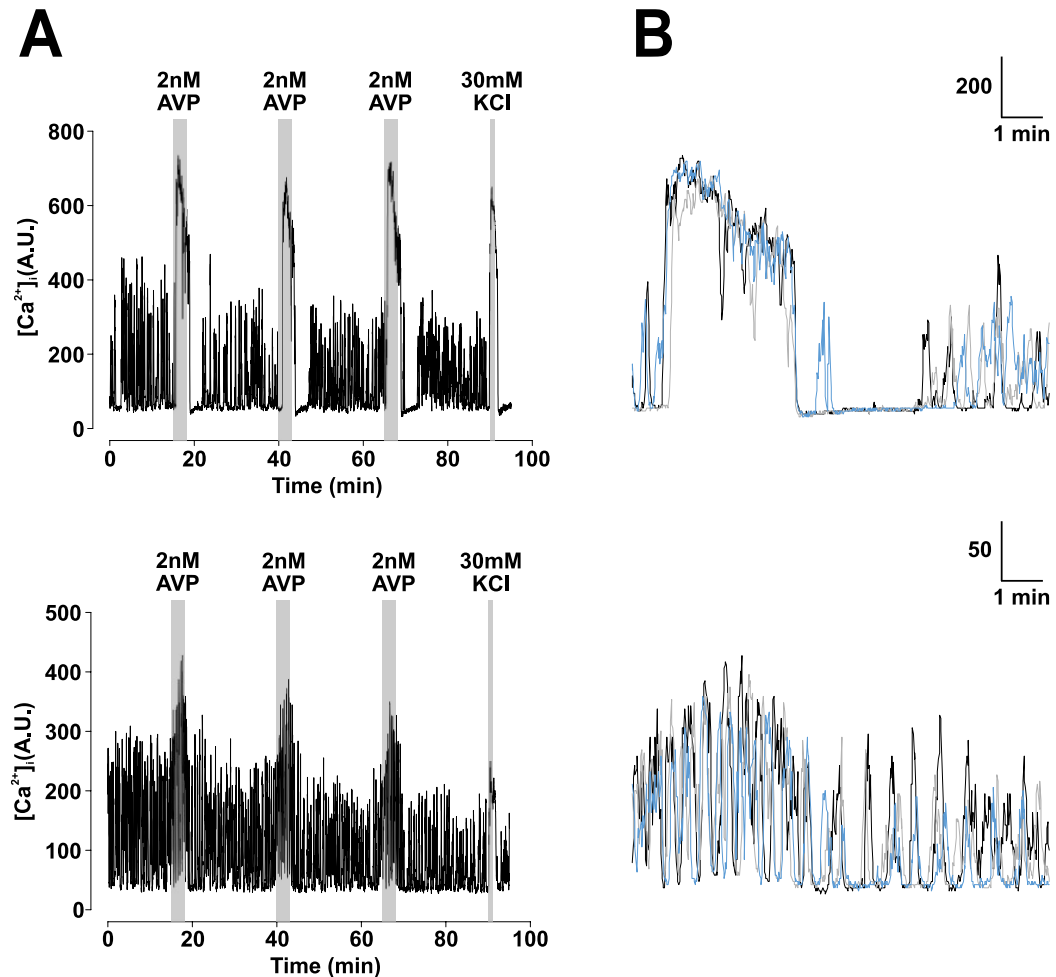 A
B
2nM 2nM 2nM 30mM
AVP AVP AVP KCl
800
600
400
200
0
[Ca²⁺]ᵢ(A.U.)
0 20 40 60 80 100
Time (min)
200
1 min
2nM 2nM 2nM 30mM
AVP AVP AVP KCl
500
400
300
200
100
0
[Ca²⁺]ᵢ(A.U.)
0 20 40 60 80 100
Time (min)
50
1 min